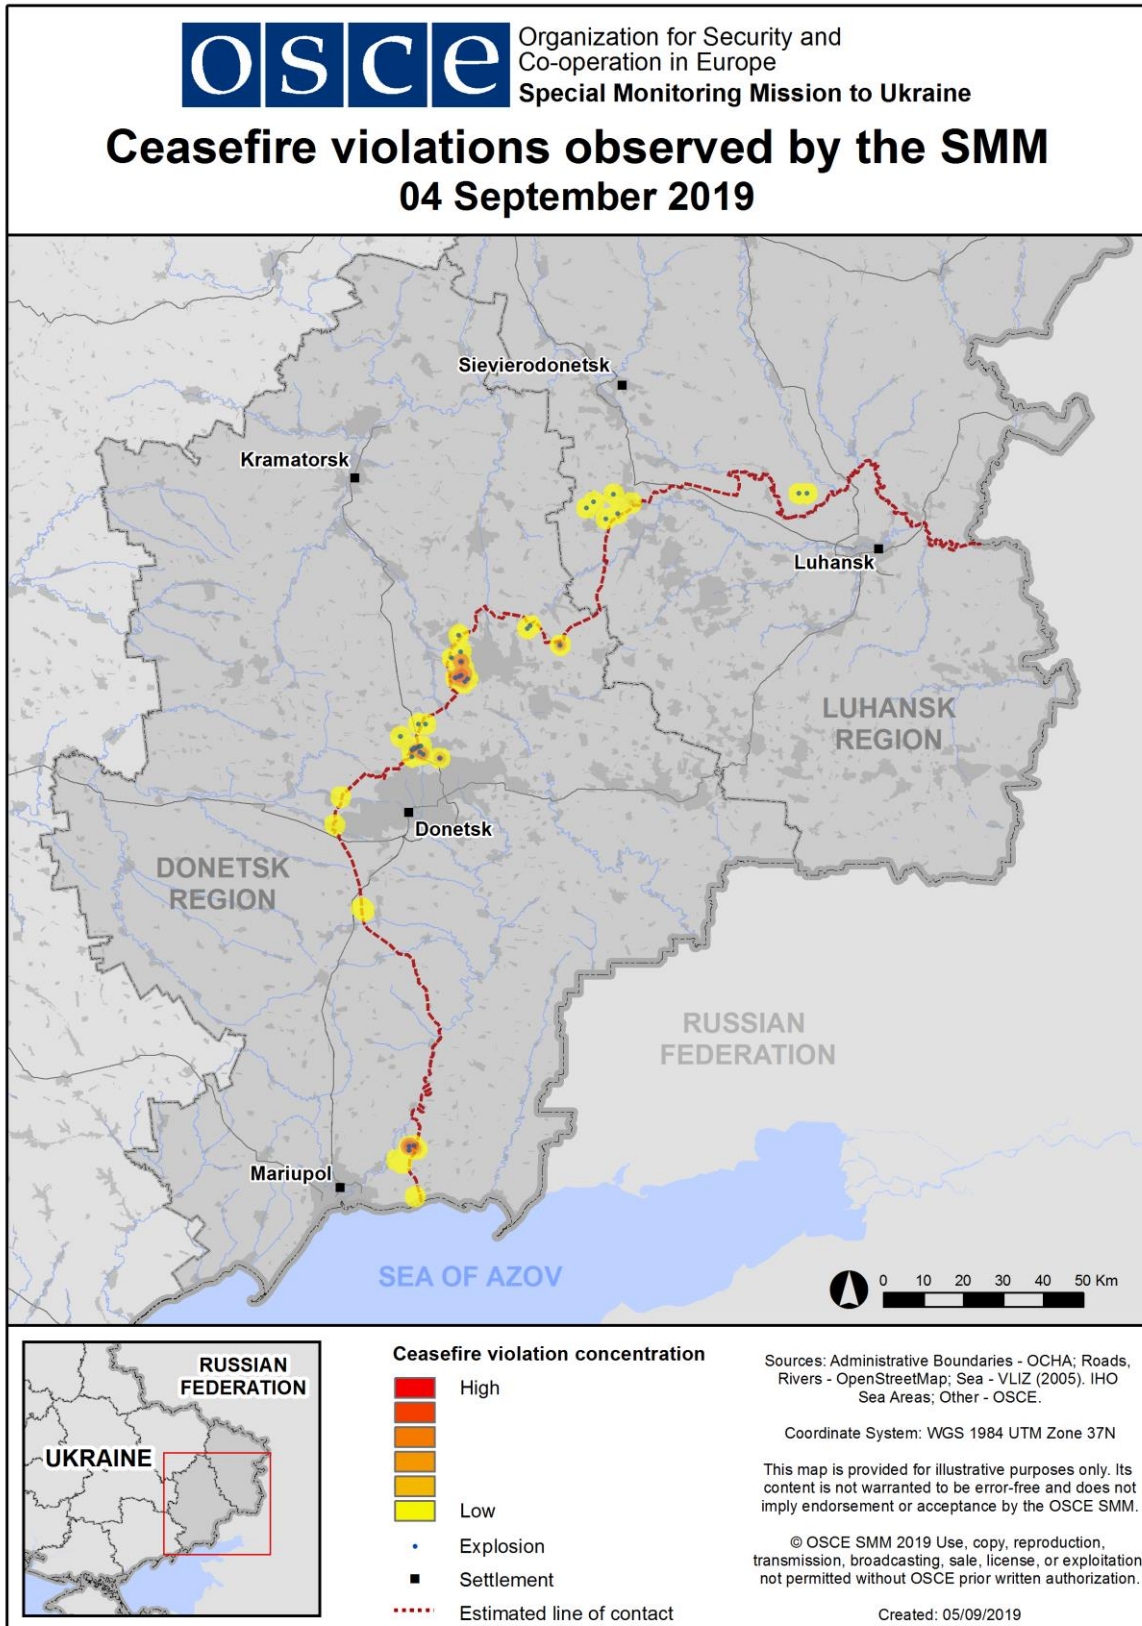 osce
Organization for Security and
Co-operation in Europe
Special Monitoring Mission to Ukraine
Ceasefire violations observed by the SMM
04 September 2019
Sievierodonetsk
Kramatorsk
Luhansk
LUHANSK
REGION
Donetsk
DONETSK
REGION
RUSSIAN
FEDERATION
Mariupol
SEA OF AZOV
0 10 20 30 40 50 Km
RUSSIAN
FEDERATION
UKRAINE
Ceasefire violation concentration
High
Low
Explosion
Settlement
Estimated line of contact
Sources: Administrative Boundaries - OCHA; Roads,
Rivers - OpenStreetMap; Sea - VLIZ (2005). IHO
Sea Areas; Other - OSCE.
Coordinate System: WGS 1984 UTM Zone 37N
This map is provided for illustrative purposes only. Its
content is not warranted to be error-free and does not
imply endorsement or acceptance by the OSCE SMM.
© OSCE SMM 2019 Use, copy, reproduction,
transmission, broadcasting, sale, license, or exploitation
not permitted without OSCE prior written authorization.
Created: 05/09/2019